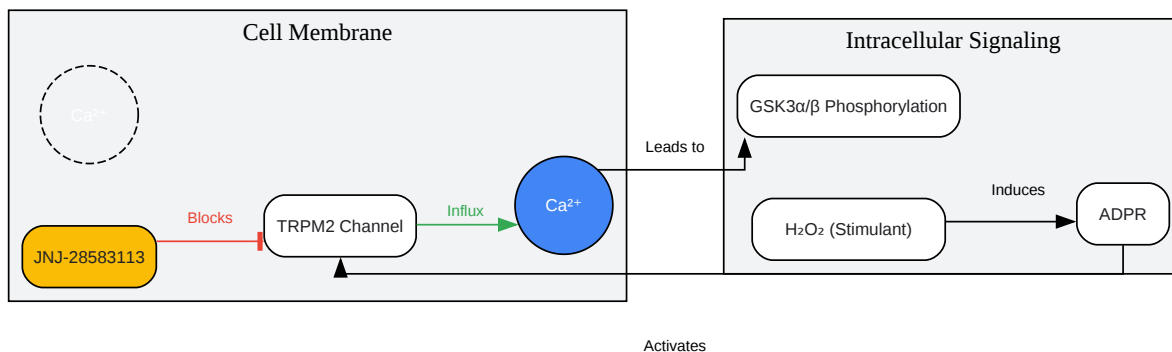 Cell Membrane
Ca²⁺
JNJ-28583113
Blocks
TRPM2 Channel
Influx
Ca²⁺
Leads to
Intracellular Signaling
GSK3α/β Phosphorylation
H₂O₂ (Stimulant)
Induces
ADPR
Activates